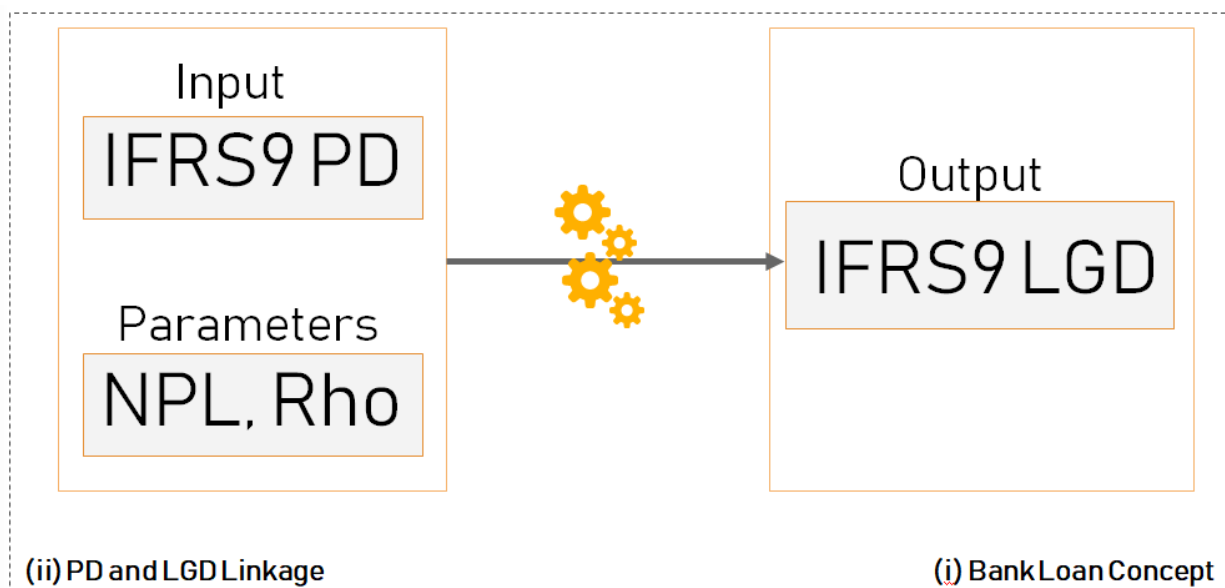 Input
IFRS9 PD
Parameters
NPL, Rho
Output
IFRS9 LGD
(ii) PD and LGD Linkage
(i) Bank Loan Concept